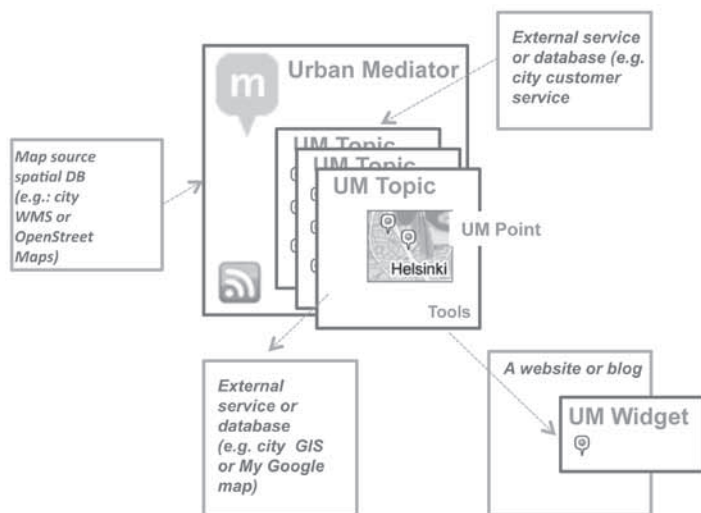 External service
or database (e.g.
city customer
service
m
Urban Mediator
Map source
spatial DB
(e.g.: city
WMS or
OpenStreet
Maps)
UM Topic
UM Topic
UM Topic
UM Point
Helsinki
Tools
External
service or
database
(e.g. city GIS
or My Google
map)
A website or blog
UM Widget